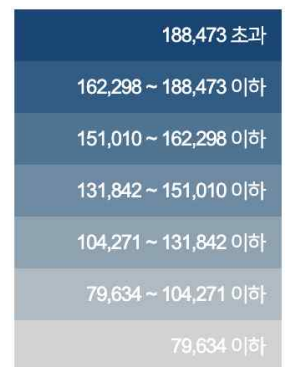 188,473 초과
162,298 ~ 188,473 이하
151,010 ~ 162,298 이하
131,842 ~ 151,010 이하
104,271 ~ 131,842 이하
79,634 ~ 104,271 이하
79,634 이하